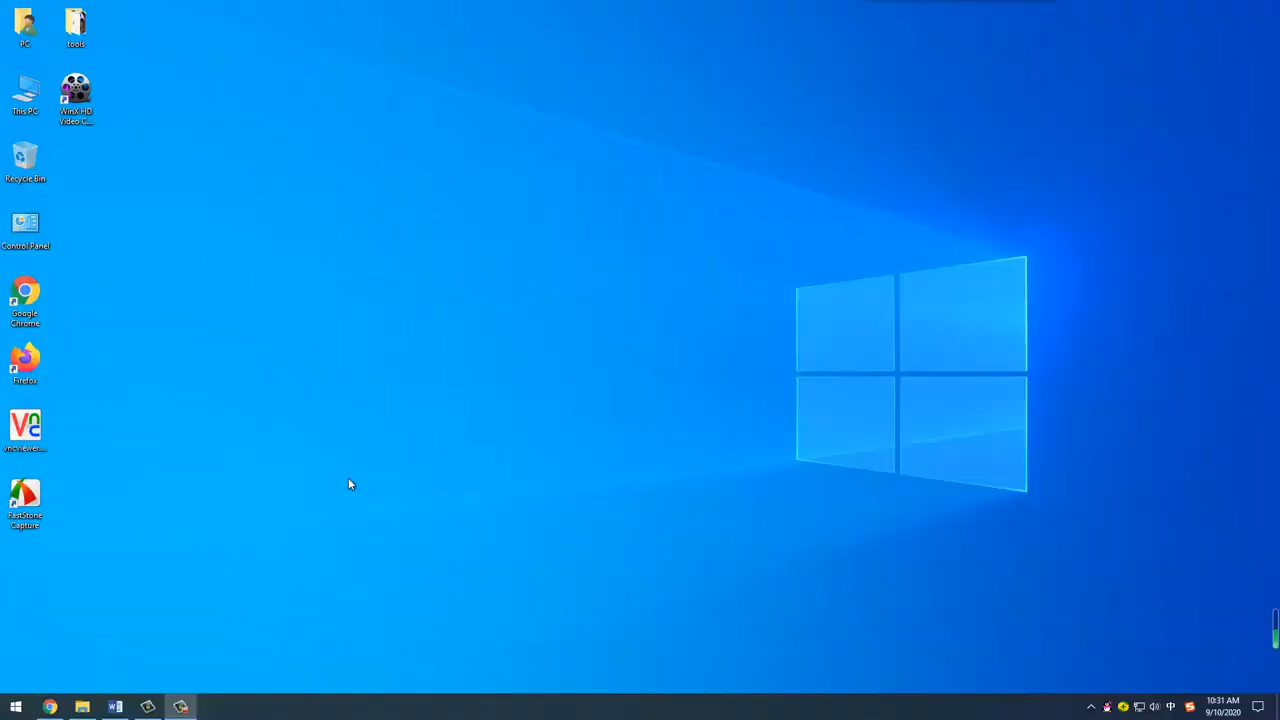 PC
tools
This PC
WinX HD
Video C...
Recycle Bin
Control Panel
Google
Chrome
Firefox
vncviewer....
FastStone
Capture
中
10:31 AM
9/10/2020